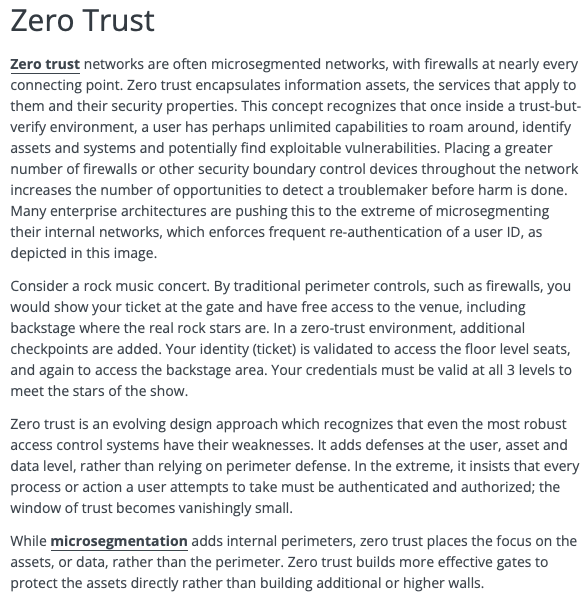 Zero Trust
Zero trust networks are often microsegmented networks, with firewalls at nearly every
connecting point. Zero trust encapsulates information assets, the services that apply to
them and their security properties. This concept recognizes that once inside a trust-but-
verify environment, a user has perhaps unlimited capabilities to roam around, identify
assets and systems and potentially find exploitable vulnerabilities. Placing a greater
number of firewalls or other security boundary control devices throughout the network
increases the number of opportunities to detect a troublemaker before harm is done.
Many enterprise architectures are pushing this to the extreme of microsegmenting
their internal networks, which enforces frequent re-authentication of a user ID, as
depicted in this image.
Consider a rock music concert. By traditional perimeter controls, such as firewalls, you
would show your ticket at the gate and have free access to the venue, including
backstage where the real rock stars are. In a zero-trust environment, additional
checkpoints are added. Your identity (ticket) is validated to access the floor level seats,
and again to access the backstage area. Your credentials must be valid at all 3 levels to
meet the stars of the show.
Zero trust is an evolving design approach which recognizes that even the most robust
access control systems have their weaknesses. It adds defenses at the user, asset and
data level, rather than relying on perimeter defense. In the extreme, it insists that every
process or action a user attempts to take must be authenticated and authorized; the
window of trust becomes vanishingly small.
While microsegmentation adds internal perimeters, zero trust places the focus on the
assets, or data, rather than the perimeter. Zero trust builds more effective gates to
protect the assets directly rather than building additional or higher walls.